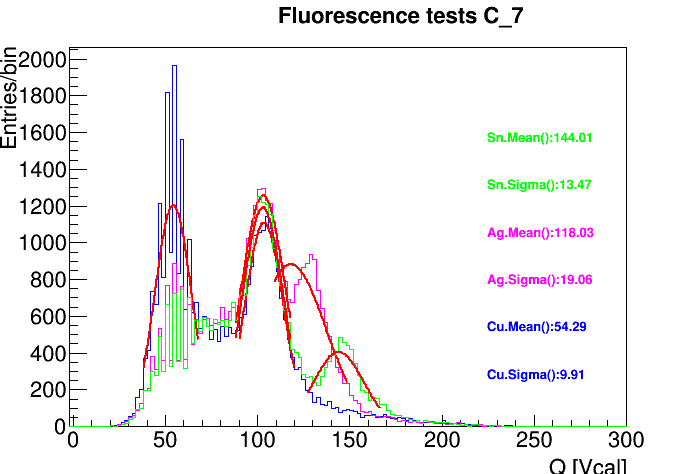 Fluorescence tests C_7
Entries/bin
2000
1800
1600
1400
1200
1000
800
600
400
200
0
Sn.Mean():144.01
Sn.Sigma():13.47
Ag.Mean():118.03
Ag.Sigma():19.06
Cu.Mean():54.29
Cu.Sigma():9.91
0 50 100 150 200 250 300
Q [Vcal]